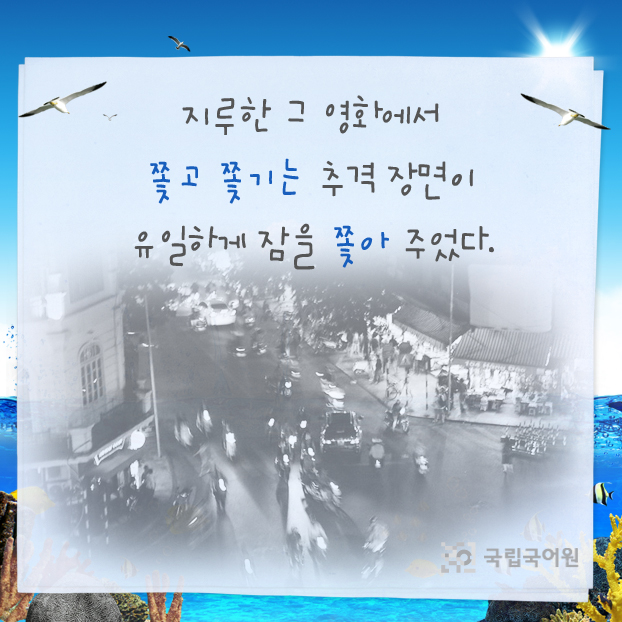 지루한 그 영화에서
쫓고 쫓기는 추격 장면이
유일하게 잠을 쫓아 주었다.
국립국어원